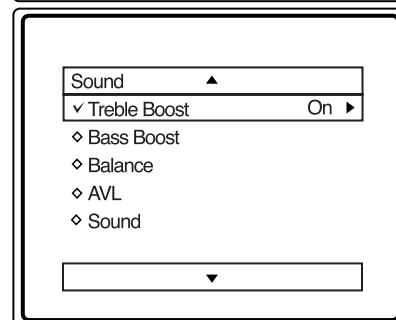 Sound
Treble Boost On
Bass Boost
Balance
AVL
Sound